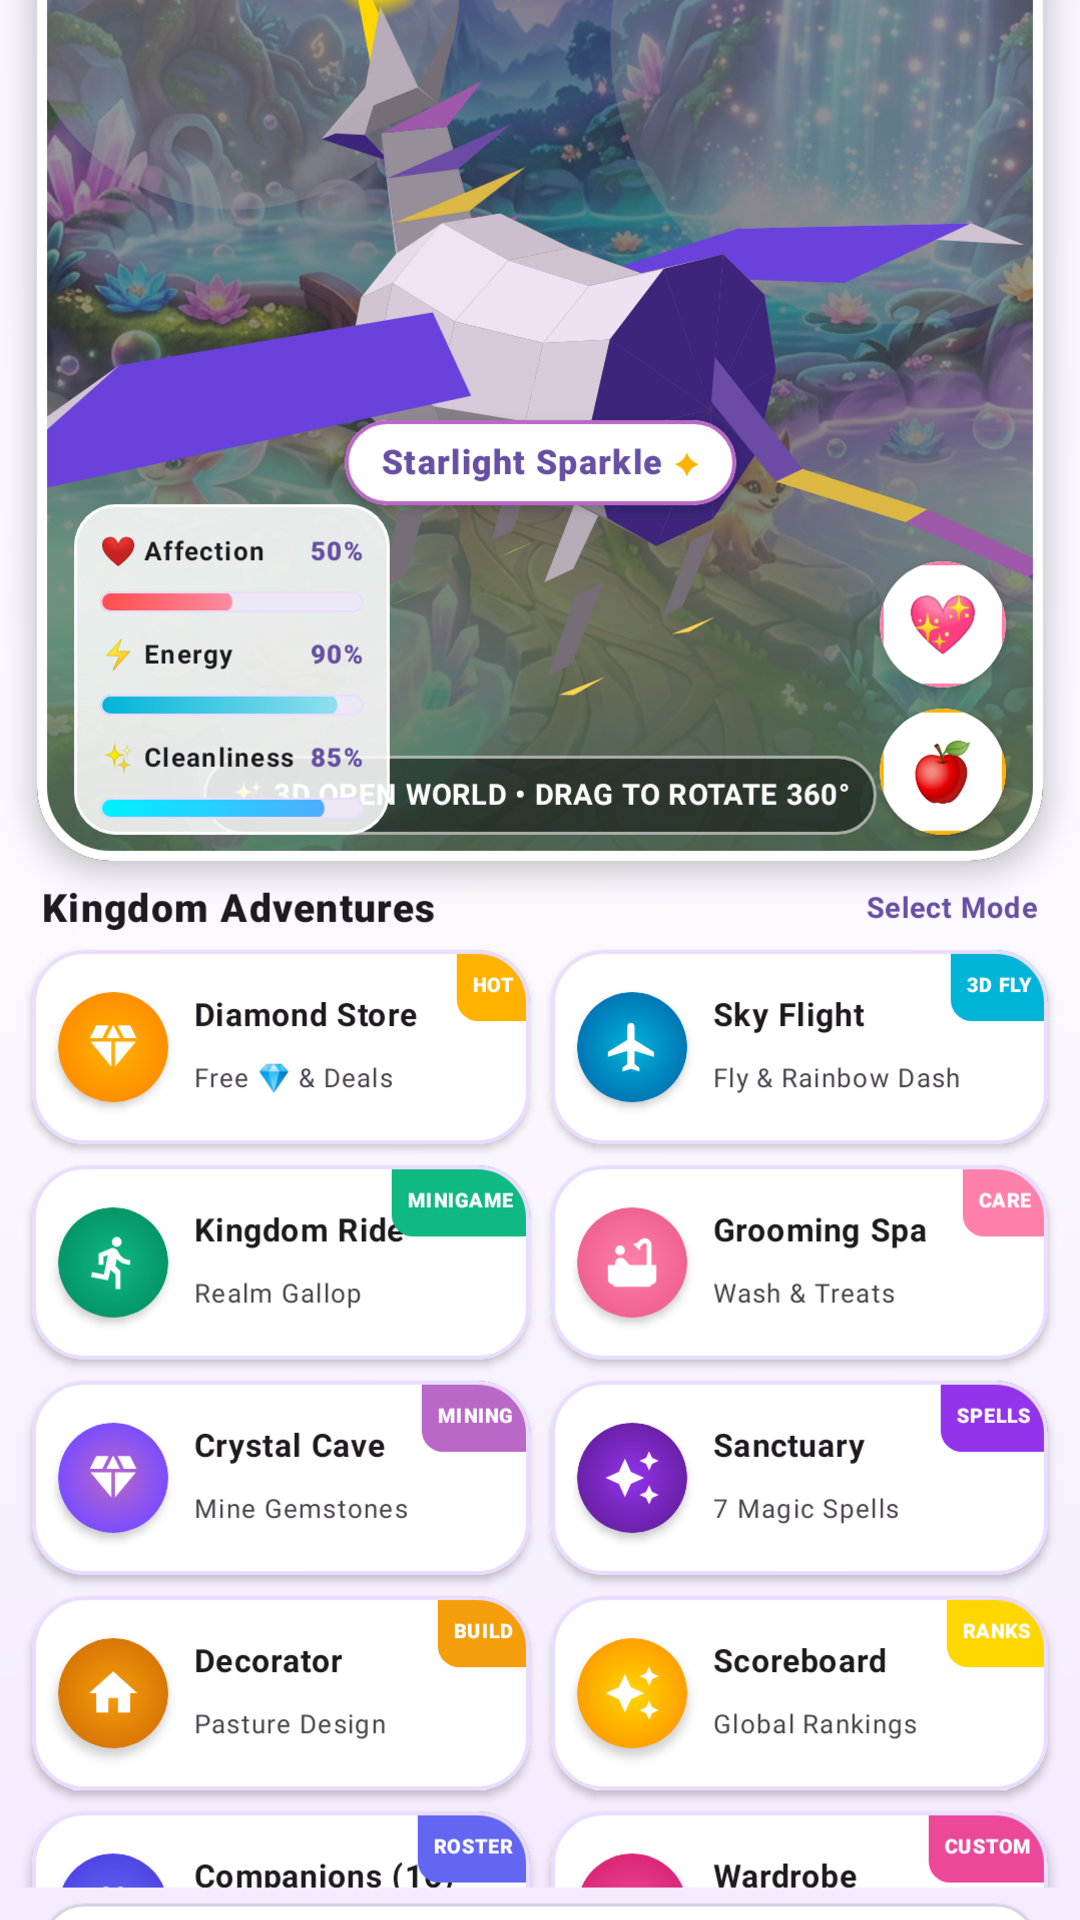 Starlight Sparkle
Affection 50%
Energy 90%
Cleanliness 85%
3D OPEN WORLD • DRAG TO ROTATE 360°
Kingdom Adventures
Select Mode
HOT
Diamond Store
Free & Deals
3D FLY
Sky Flight
Fly & Rainbow Dash
MINIGAME
Kingdom Ride
Realm Gallop
CARE
Grooming Spa
Wash & Treats
MINING
Crystal Cave
Mine Gemstones
SPELLS
Sanctuary
7 Magic Spells
BUILD
Decorator
Pasture Design
RANKS
Scoreboard
Global Rankings
ROSTER
Companions
CUSTOM
Wardrobe